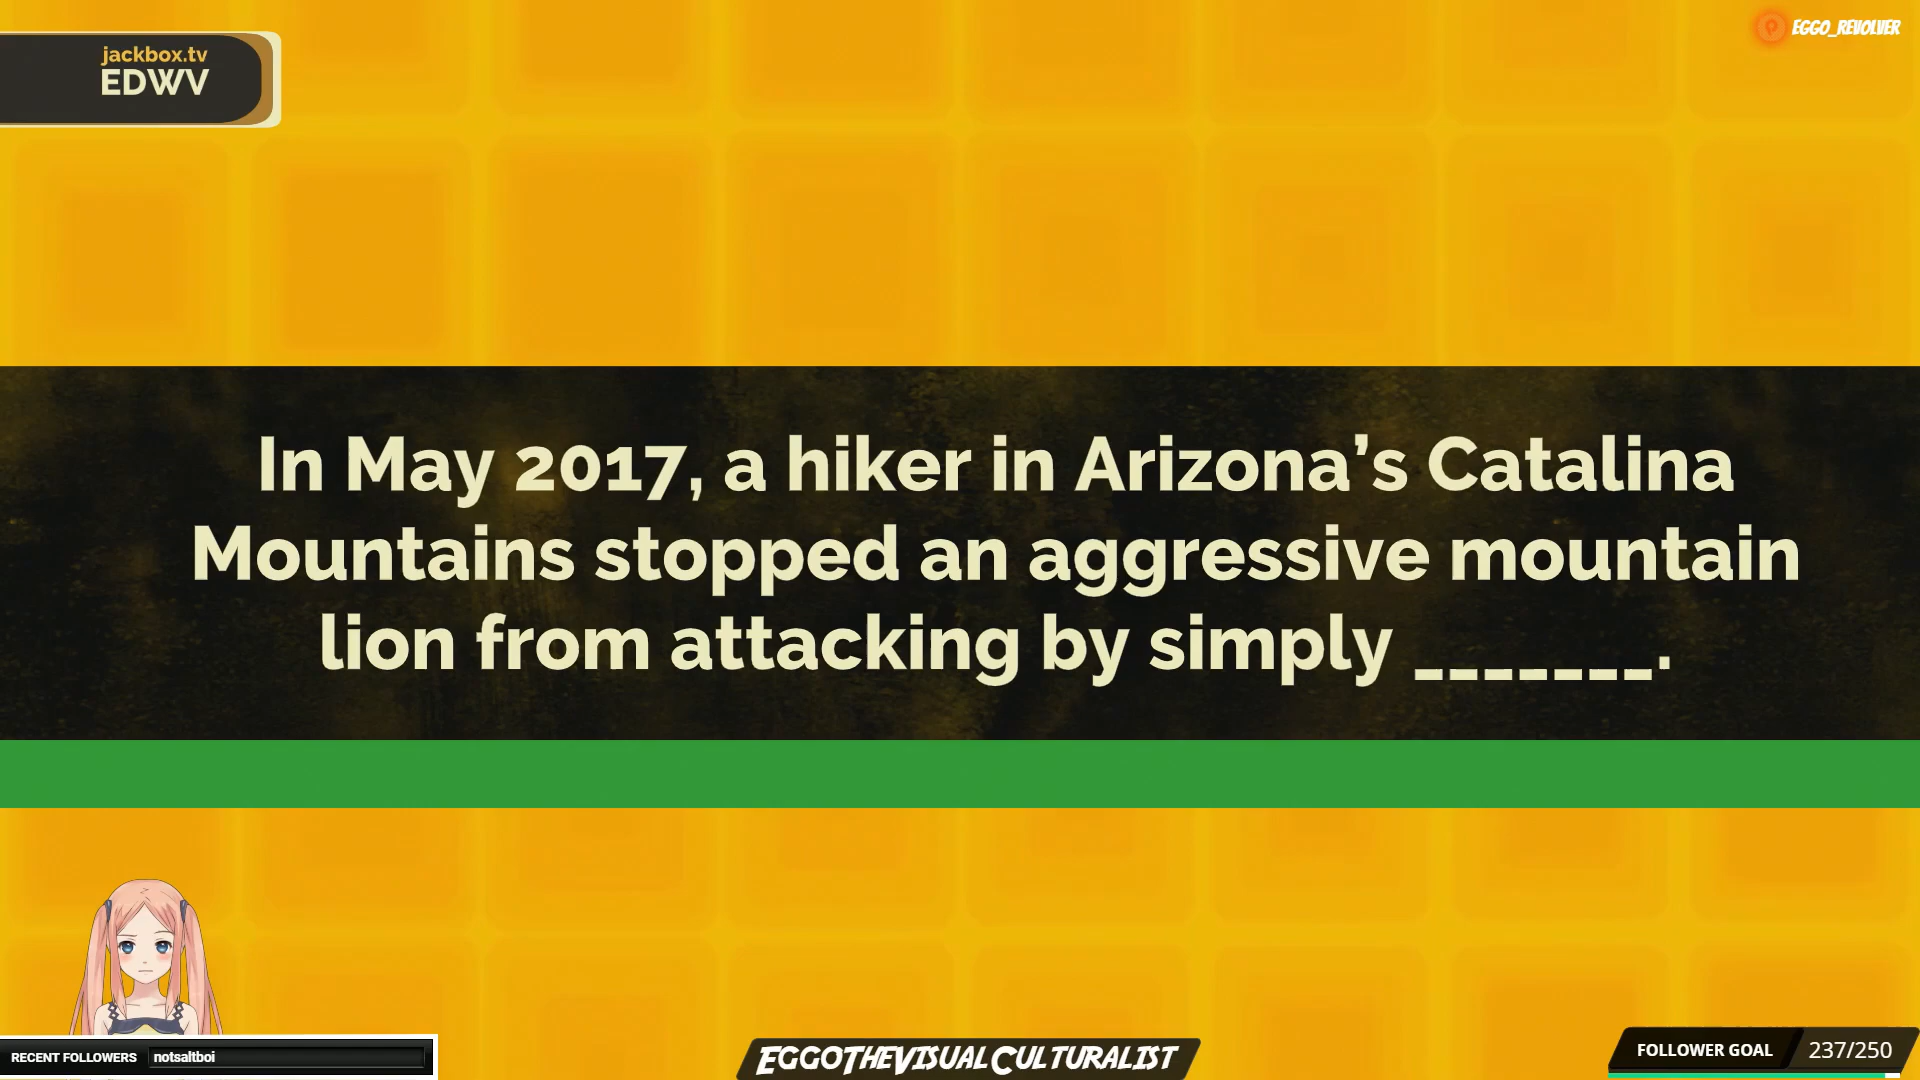 jackbox.tv
EDWV
EGGO_REVOLVER
In May 2017, a hiker in Arizona’s Catalina
Mountains stopped an aggressive mountain
lion from attacking by simply _______.
RECENT FOLLOWERS notsaltboi
EGGOTHEVISUALCULTURALIST
FOLLOWER GOAL 237/250